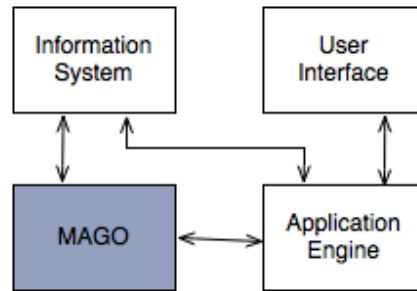 Information
System
User
Interface
MAGO
Application
Engine